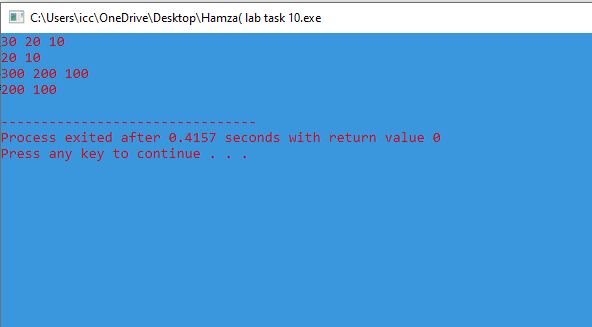 C:\Users\icc\OneDrive\Desktop\Hamza( lab task 10.exe
30 20 10
20 10
300 200 100
200 100
--------------------------------
Process exited after 0.4157 seconds with return value 0
Press any key to continue . . .